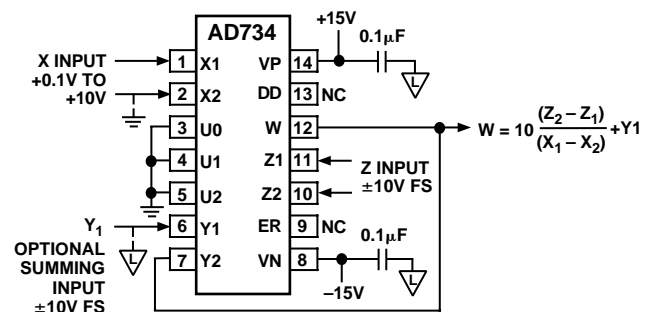 AD734
X INPUT
+0.1V TO
+10V
1 X1
2 X2
3 U0
4 U1
5 U2
6 Y1
7 Y2
Y1
OPTIONAL
SUMMING
INPUT
±10V FS
VP 14
DD 13 NC
W 12
Z1 11
Z2 10
ER 9 NC
VN 8
+15V
0.1µF
L
W = 10 (Z2 – Z1) / (X1 – X2) +Y1
Z INPUT
±10V FS
0.1µF
L
–15V
L